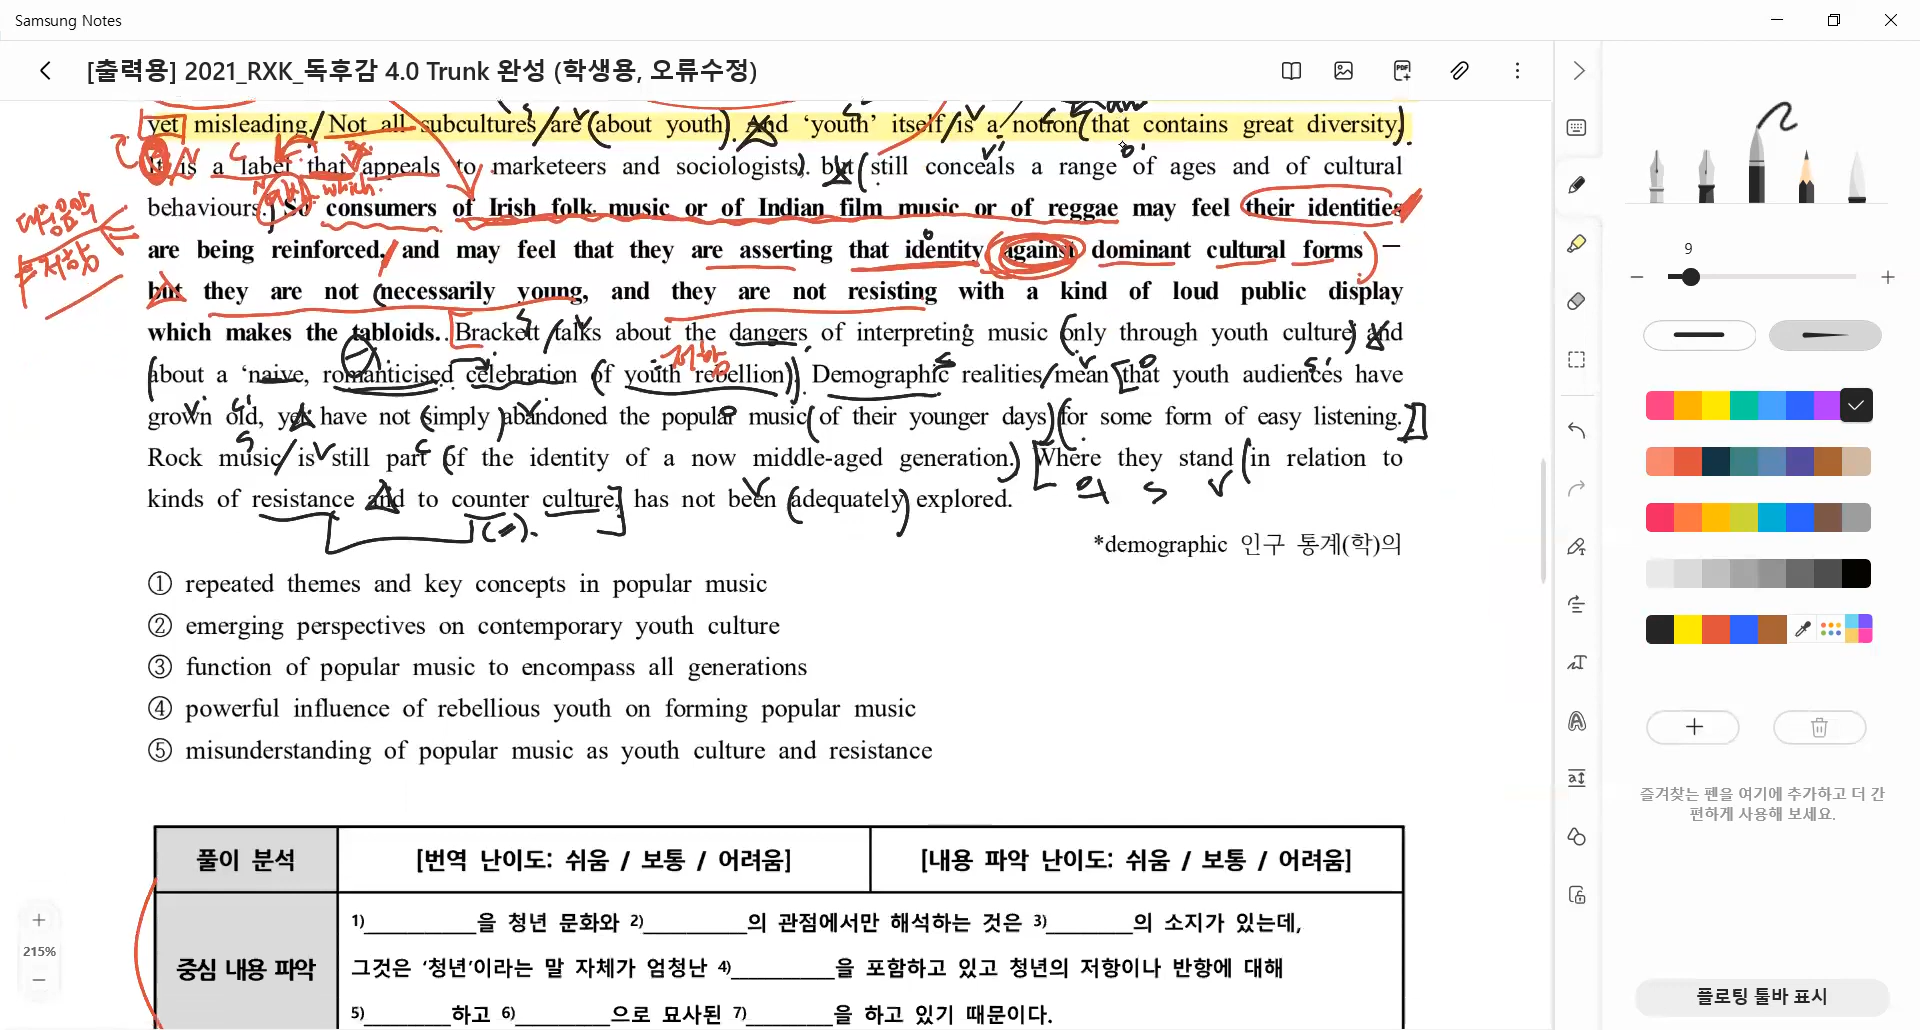 Samsung Notes
[출력용] 2021_RXK_독후감 4.0 Trunk 완성 (학생용, 오류수정)
yet misleading. Not all subcultures are about youth. And ‘youth’ itself is a notion that contains great diversity.
It is a label that appeals to marketeers and sociologists, but still conceals a range of ages and of cultural
which
behaviours. So consumers of Irish folk music or of Indian film music or of reggae may feel their identities
대중음악
≠저항
are being reinforced, and may feel that they are asserting that identity against dominant cultural forms —
but they are not necessarily young, and they are not resisting with a kind of loud public display
which makes the tabloids. Brackett talks about the dangers of interpreting music only through youth culture and
저항
about a ‘naive, romanticised celebration of youth rebellion’. Demographic realities mean that youth audiences have
grown old, yet have not simply abandoned the popular music of their younger days for some form of easy listening.
Rock music is still part of the identity of a now middle-aged generation. Where they stand in relation to
kinds of resistance and to counter culture, has not been adequately explored.
의 S V
*demographic 인구 통계(학)의
① repeated themes and key concepts in popular music
② emerging perspectives on contemporary youth culture
③ function of popular music to encompass all generations
④ powerful influence of rebellious youth on forming popular music
⑤ misunderstanding of popular music as youth culture and resistance
풀이 분석 [번역 난이도: 쉬움 / 보통 / 어려움] [내용 파악 난이도: 쉬움 / 보통 / 어려움]
중심 내용 파악
1)__________을 청년 문화와 2)__________의 관점에서만 해석하는 것은 3)________의 소지가 있는데,
그것은 ‘청년’이라는 말 자체가 엄청난 4)__________을 포함하고 있고 청년의 저항이나 반항에 대해
5)________하고 6)_________으로 묘사된 7)________을 하고 있기 때문이다.
215%
9
즐겨찾는 펜을 여기에 추가하고 더 간
편하게 사용해 보세요.
플로팅 툴바 표시